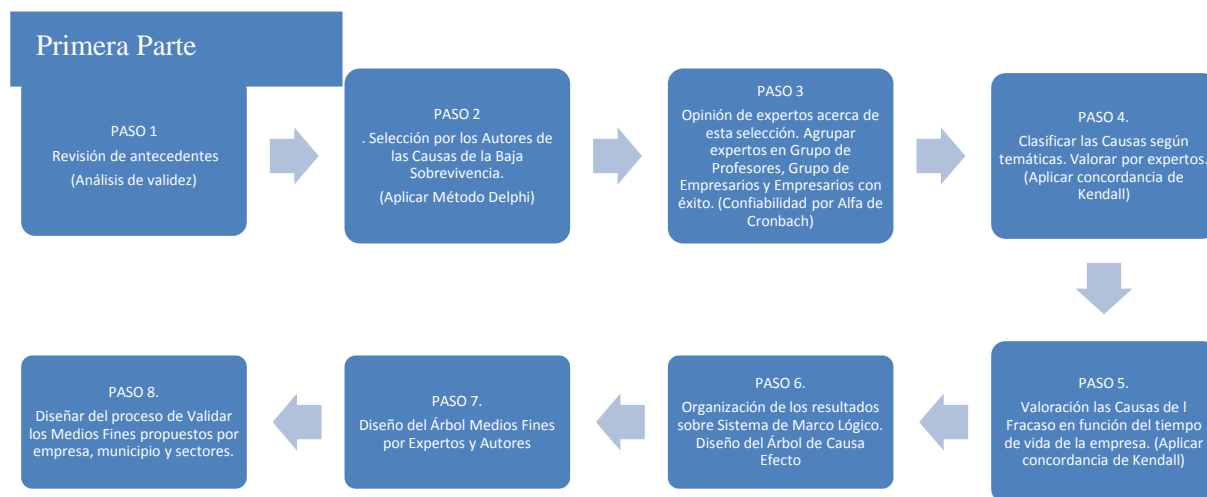 Primera Parte
PASO 1
Revisión de antecedentes
(Análisis de validez)
PASO 2
. Selección por los Autores de
las Causas de la Baja
Sobrevivencia.
(Aplicar Método Delphi)
PASO 3
Opinión de expertos acerca de
esta selección. Agrupar
expertos en Grupo de
Profesores, Grupo de
Empresarios y Empresarios con
éxito. (Confiabilidad por Alfa de
Cronbach)
PASO 4.
Clasificar las Causas según
temáticas. Valorar por expertos.
(Aplicar concordancia de
Kendall)
PASO 5.
Valoración las Causas de l
Fracaso en función del tiempo
de vida de la empresa. (Aplicar
concordancia de Kendall)
PASO 6.
Organización de los resultados
sobre Sistema de Marco Lógico.
Diseño del Árbol de Causa
Efecto
PASO 7.
Diseño del Árbol Medios Fines
por Expertos y Autores
PASO 8.
Diseñar del proceso de Validar
los Medios Fines propuestos por
empresa, municipio y sectores.